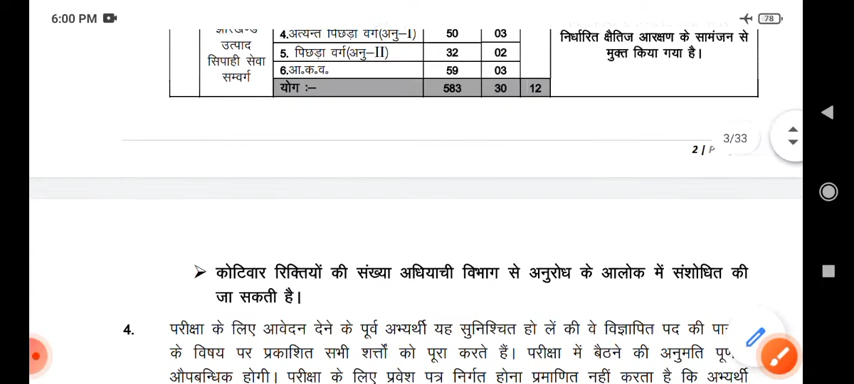 6:00 PM
78
झारखण्ड
उत्पाद
सिपाही सेवा
सम्वर्ग
4.अत्यन्त पिछड़ा वर्ग(अनु-I) 50 03
5. पिछड़ा वर्ग(अनु-II) 32 02
6.आ०क०व० 59 03
योग :– 583 30 12
निर्धारित क्षैतिज आरक्षण के सामंजन से
मुक्त किया गया है।
3/33
2 | P
➢ कोटिवार रिक्तियों की संख्या अधियाची विभाग से अनुरोध के आलोक में संशोधित की
जा सकती है।
4. परीक्षा के लिए आवेदन देने के पूर्व अभ्यर्थी यह सुनिश्चित हो लें की वे विज्ञापित पद की
के विषय पर प्रकाशित सभी शर्त्तों को पूरा करते हैं। परीक्षा में बैठने की अनुमति
औपबन्धिक होगी। परीक्षा के लिए प्रवेश पत्र निर्गत होना प्रमाणित नहीं करता है कि अभ्यर्थी